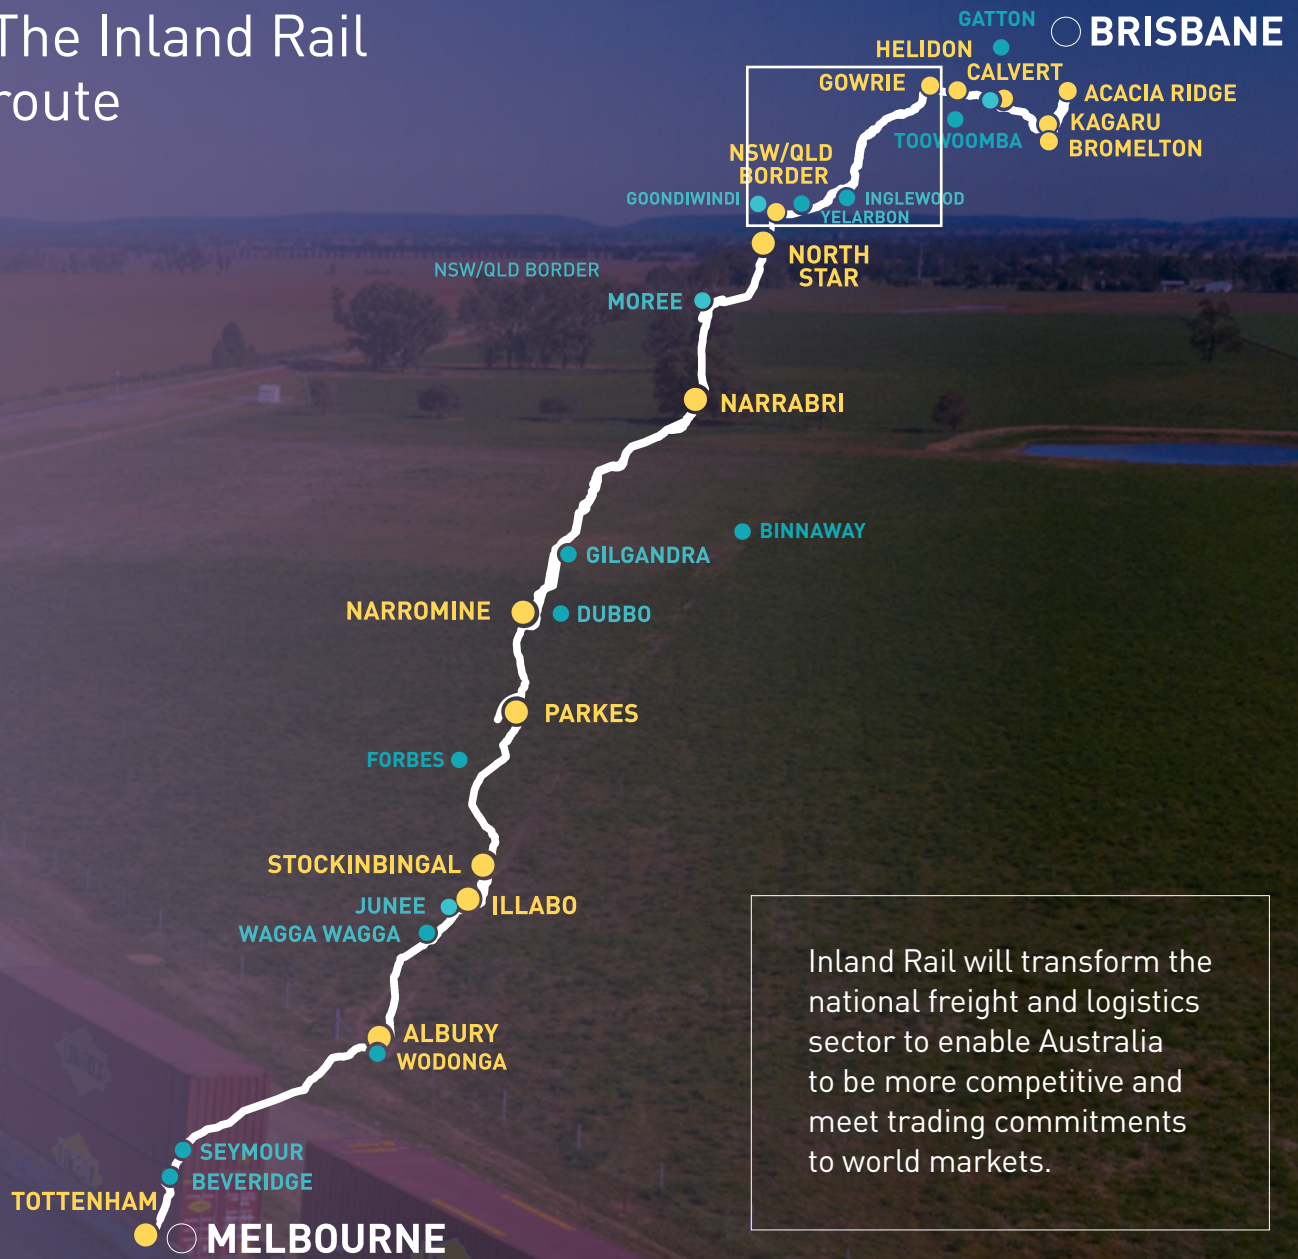 The Inland Rail
route
GATTON
BRISBANE
HELIDON
CALVERT
GOWRIE
ACACIA RIDGE
KAGARU
TOOWOOMBA
BROMELTON
NSW/QLD
BORDER
GOONDIWINDI
INGLEWOOD
YELARBON
NORTH
STAR
NSW/QLD BORDER
MOREE
NARRABRI
BINNAWAY
GILGANDRA
NARROMINE
DUBBO
PARKES
FORBES
STOCKINBINGAL
JUNEE
ILLABO
WAGGA WAGGA
ALBURY
WODONGA
SEYMOUR
BEVERIDGE
TOTTENHAM
MELBOURNE
Inland Rail will transform the
national freight and logistics
sector to enable Australia
to be more competitive and
meet trading commitments
to world markets.